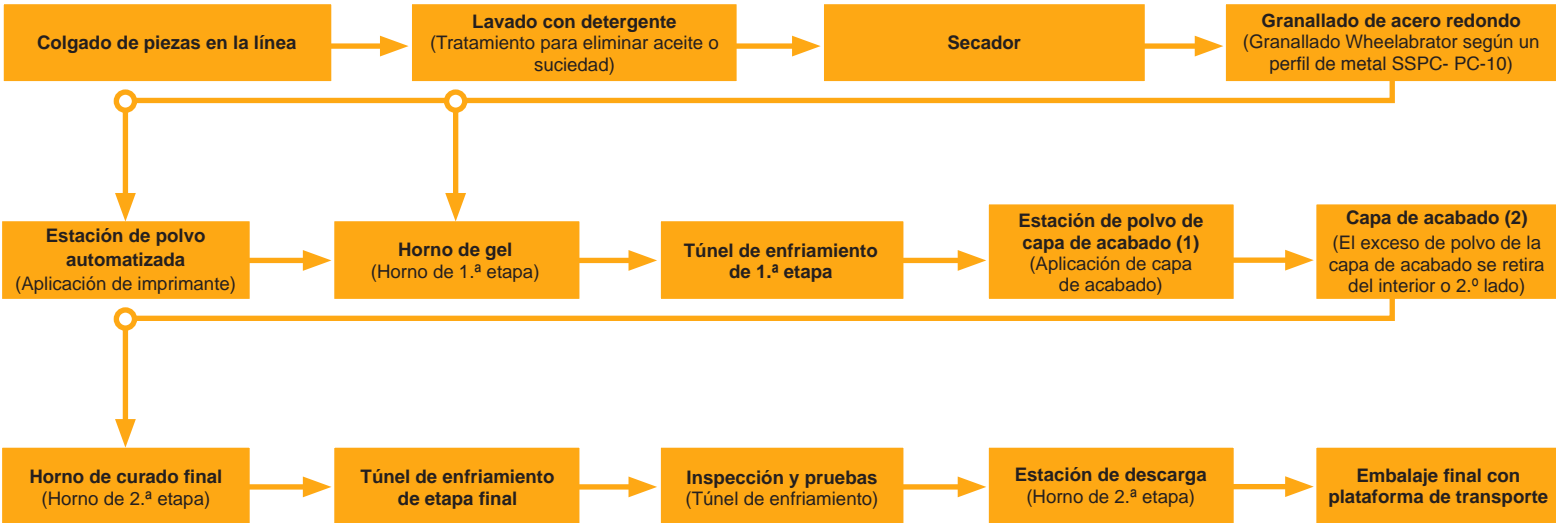 Colgado de piezas en la línea
Lavado con detergente
(Tratamiento para eliminar aceite o
suciedad)
Secador
Granallado de acero redondo
(Granallado Wheelabrator según un
perfil de metal SSPC- PC-10)
Estación de polvo
automatizada
(Aplicación de imprimante)
Horno de gel
(Horno de 1.ª etapa)
Túnel de enfriamiento
de 1.ª etapa
Estación de polvo de
capa de acabado (1)
(Aplicación de capa
de acabado)
Capa de acabado (2)
(El exceso de polvo de la
capa de acabado se retira
del interior o 2.º lado)
Horno de curado final
(Horno de 2.ª etapa)
Túnel de enfriamiento
de etapa final
Inspección y pruebas
(Túnel de enfriamiento)
Estación de descarga
(Horno de 2.ª etapa)
Embalaje final con
plataforma de transporte